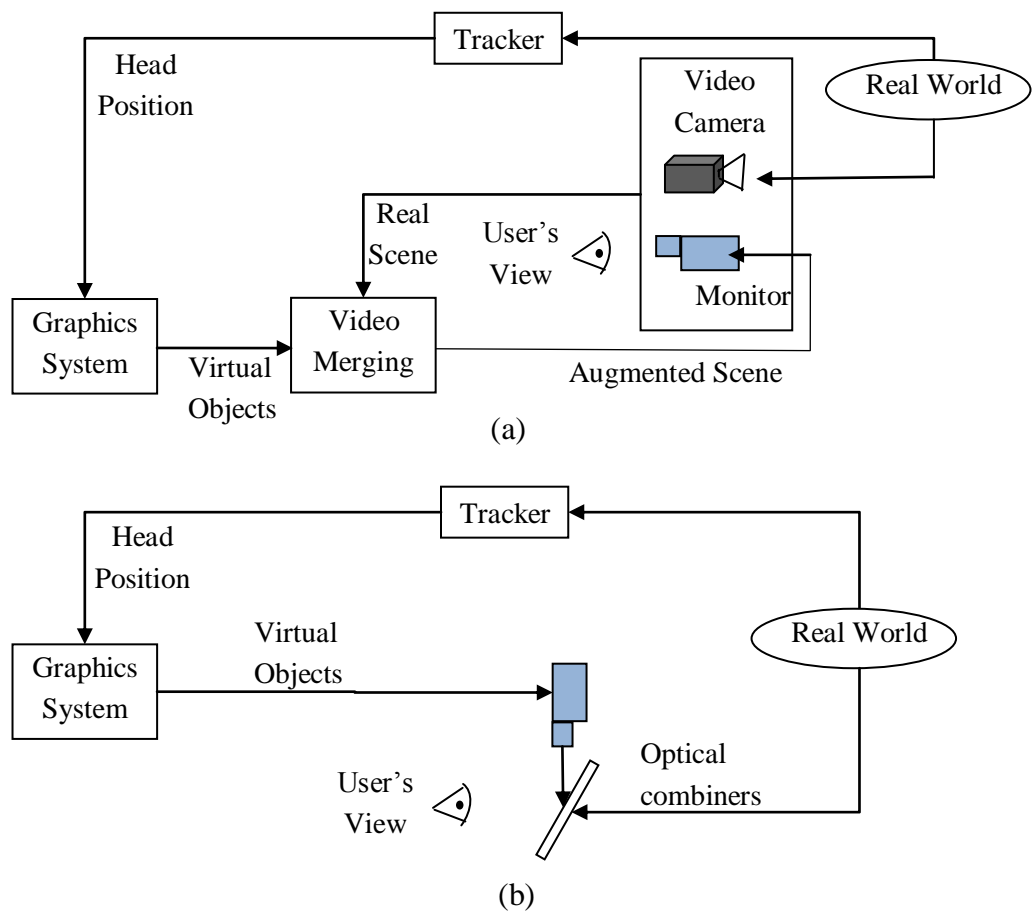 Tracker
Head
Position
Video
Camera
Real World
Real
Scene
User's
View
Monitor
Graphics
System
Virtual
Objects
Video
Merging
Augmented Scene
(a)
Tracker
Head
Position
Real World
Graphics
System
Virtual
Objects
User's
View
Optical
combiners
(b)